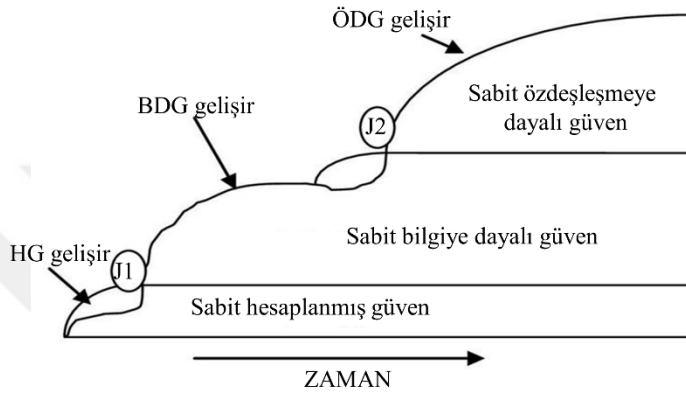 ÖDG gelişir
Sabit özdeşleşmeye
dayalı güven
BDG gelişir
J2
Sabit bilgiye dayalı güven
HG gelişir
J1
Sabit hesaplanmış güven
ZAMAN